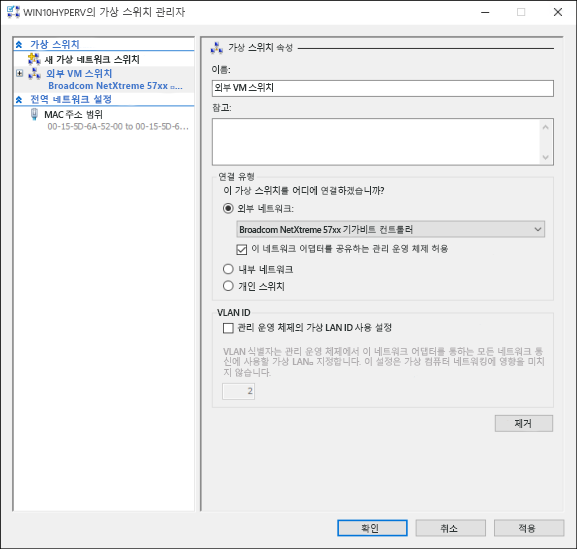 WIN10HYPERV의 가상 스위치 관리자
가상 스위치
새 가상 네트워크 스위치
외부 VM 스위치
Broadcom NetXtreme 57xx ...
전역 네트워크 설정
MAC 주소 범위
00-15-5D-6A-52-00 to 00-15-5D-6...
가상 스위치 속성
이름:
외부 VM 스위치
참고:
연결 유형
이 가상 스위치를 어디에 연결하겠습니까?
외부 네트워크:
Broadcom NetXtreme 57xx 기가비트 컨트롤러
이 네트워크 어댑터를 공유하는 관리 운영 체제 허용
내부 네트워크
개인 스위치
VLAN ID
관리 운영 체제의 가상 LAN ID 사용 설정
VLAN 식별자는 관리 운영 체제에서 이 네트워크 어댑터를 통하는 모든 네트워크 통
신에 사용할 가상 LAN을 지정합니다. 이 설정은 가상 컴퓨터 네트워킹에 영향을 미치
지 않습니다.
2
제거
확인
취소
적용